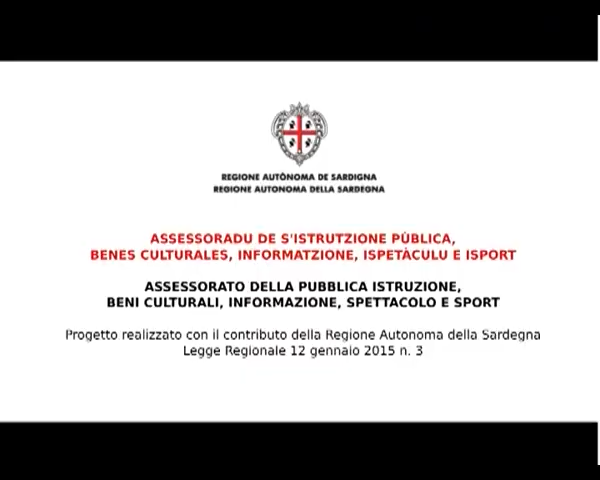 REGIONE AUTÒNOMA DE SARDIGNA
REGIONE AUTONOMA DELLA SARDEGNA
ASSESSORADU DE S'ISTRUTZIONE PÙBLICA,
BENES CULTURALES, INFORMATZIONE, ISPETÀCULU E ISPORT
ASSESSORATO DELLA PUBBLICA ISTRUZIONE,
BENI CULTURALI, INFORMAZIONE, SPETTACOLO E SPORT
Progetto realizzato con il contributo della Regione Autonoma della Sardegna
Legge Regionale 12 gennaio 2015 n. 3